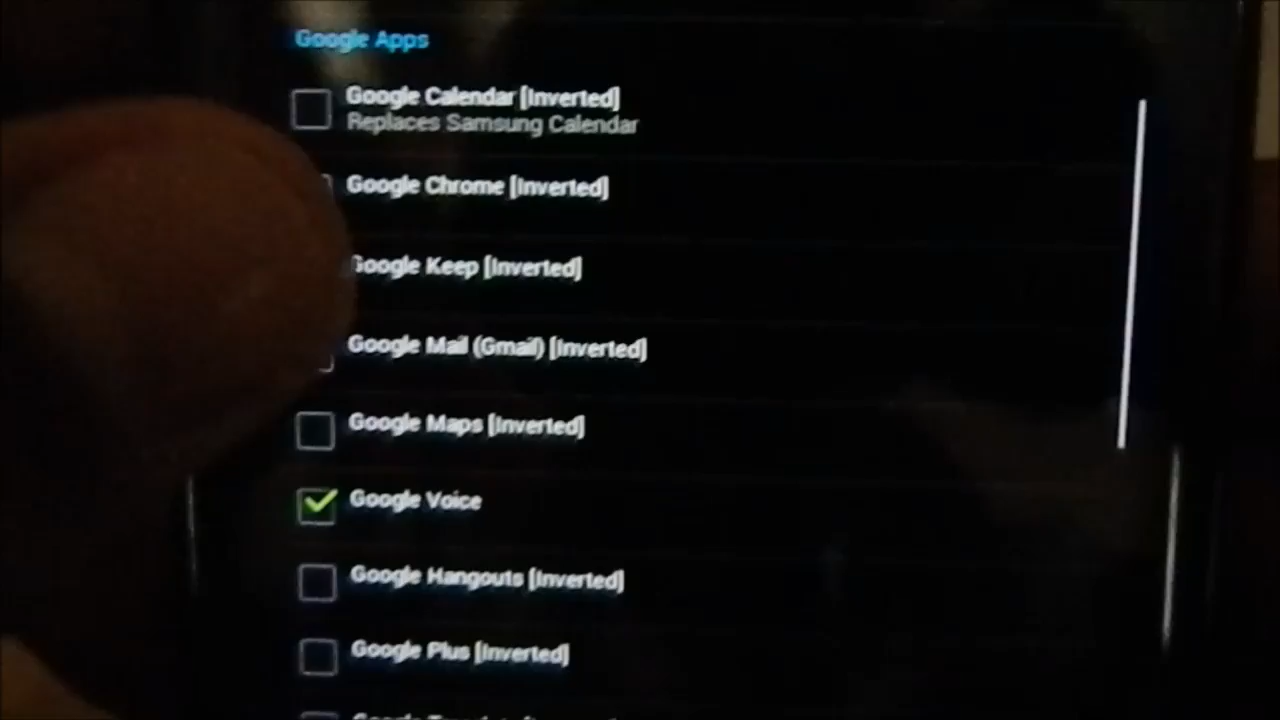 Google Apps
Google Calendar [Inverted]
Replaces Samsung Calendar
Google Chrome [Inverted]
Google Keep [Inverted]
Google Mail (Gmail) [Inverted]
Google Maps [Inverted]
Google Voice
Google Hangouts [Inverted]
Google Plus [Inverted]
Google